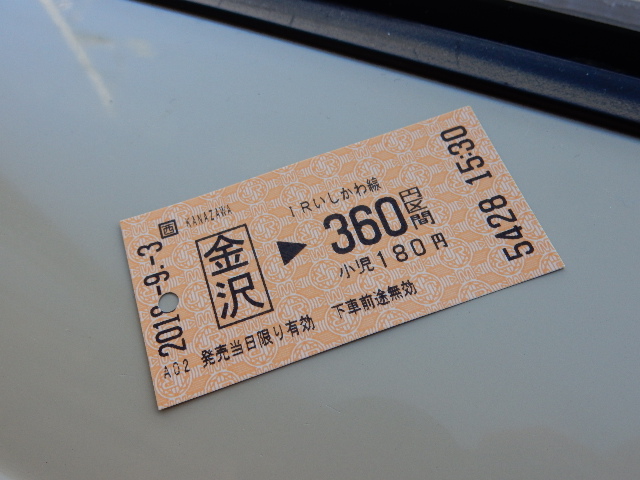 西 KANAZAWA
IRいしかわ線
金沢 ▶ 360円区間
小児180円
発売当日限り有効 下車前途無効
A02
-9.-3
5428 15:30